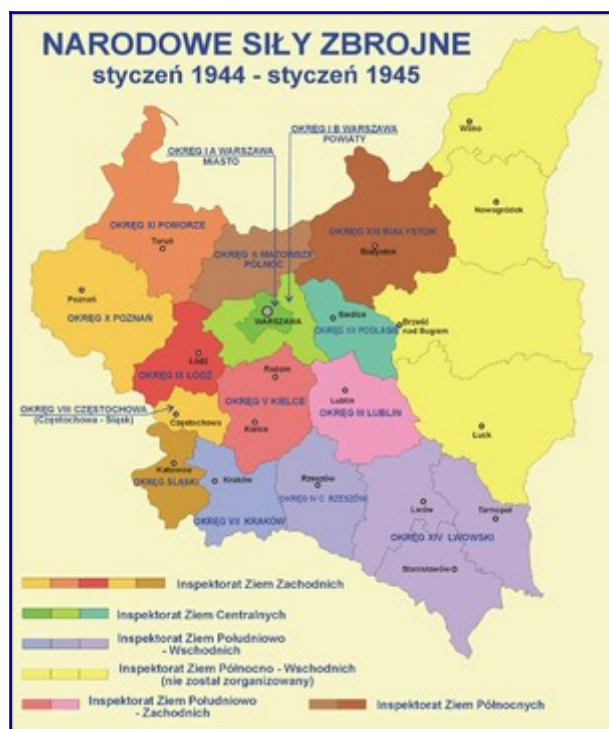 NARODOWE SIŁY ZBROJNE
styczeń 1944 - styczeń 1945
OKRĘG I A WARSZAWA
MIASTO
OKRĘG I B WARSZAWA
POWIATY
Wilno
Nowogródek
OKRĘG XI POMORZE
Toruń
OKRĘG II MAZOWSZE
PÓŁNOC
OKRĘG XIII BIAŁYSTOK
Białystok
Poznań
OKRĘG X POZNAŃ
WARSZAWA
Siedlce
OKRĘG XII PODLASIE
Brześć
nad Bugiem
Łódź
OKRĘG IX ŁÓDŹ
Radom
OKRĘG V KIELCE
Kielce
Lublin
OKRĘG III LUBLIN
OKRĘG VIII CZĘSTOCHOWA
(Częstochowa - Śląsk)
Częstochowa
Łuck
Katowice
OKRĘG ŚLĄSKI
Kraków
OKRĘG VII KRAKÓW
Rzeszów
OKRĘG IV C RZESZÓW
Lwów
Tarnopol
OKRĘG XIV LWOWSKI
Stanisławów
Inspektorat Ziem Zachodnich
Inspektorat Ziem Centralnych
Inspektorat Ziem Południowo
- Wschodnich
Inspektorat Ziem Północno - Wschodnich
(nie został zorganizowany)
Inspektorat Ziem Południowo
- Zachodnich
Inspektorat Ziem Północnych